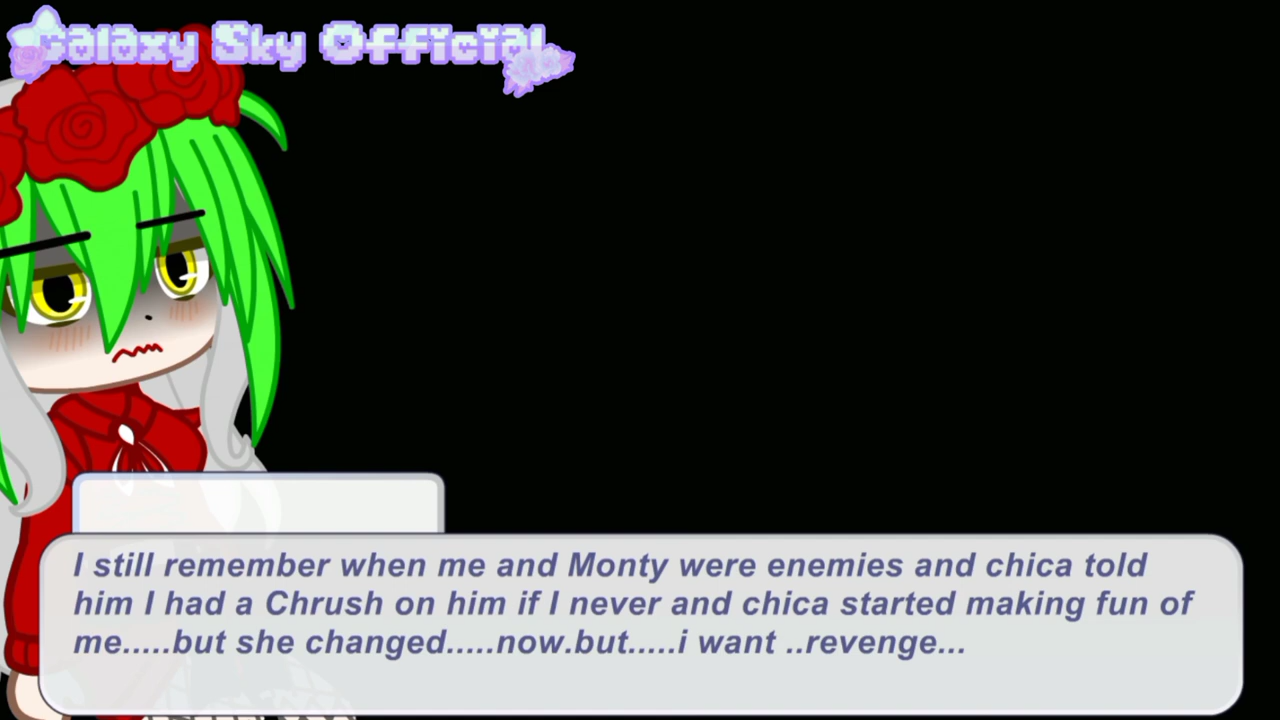 Galaxy Sky Official
I still remember when me and Monty were enemies and chica told
him I had a Chrush on him if I never and chica started making fun of
me.....but she changed.....now.but.....i want ..revenge...